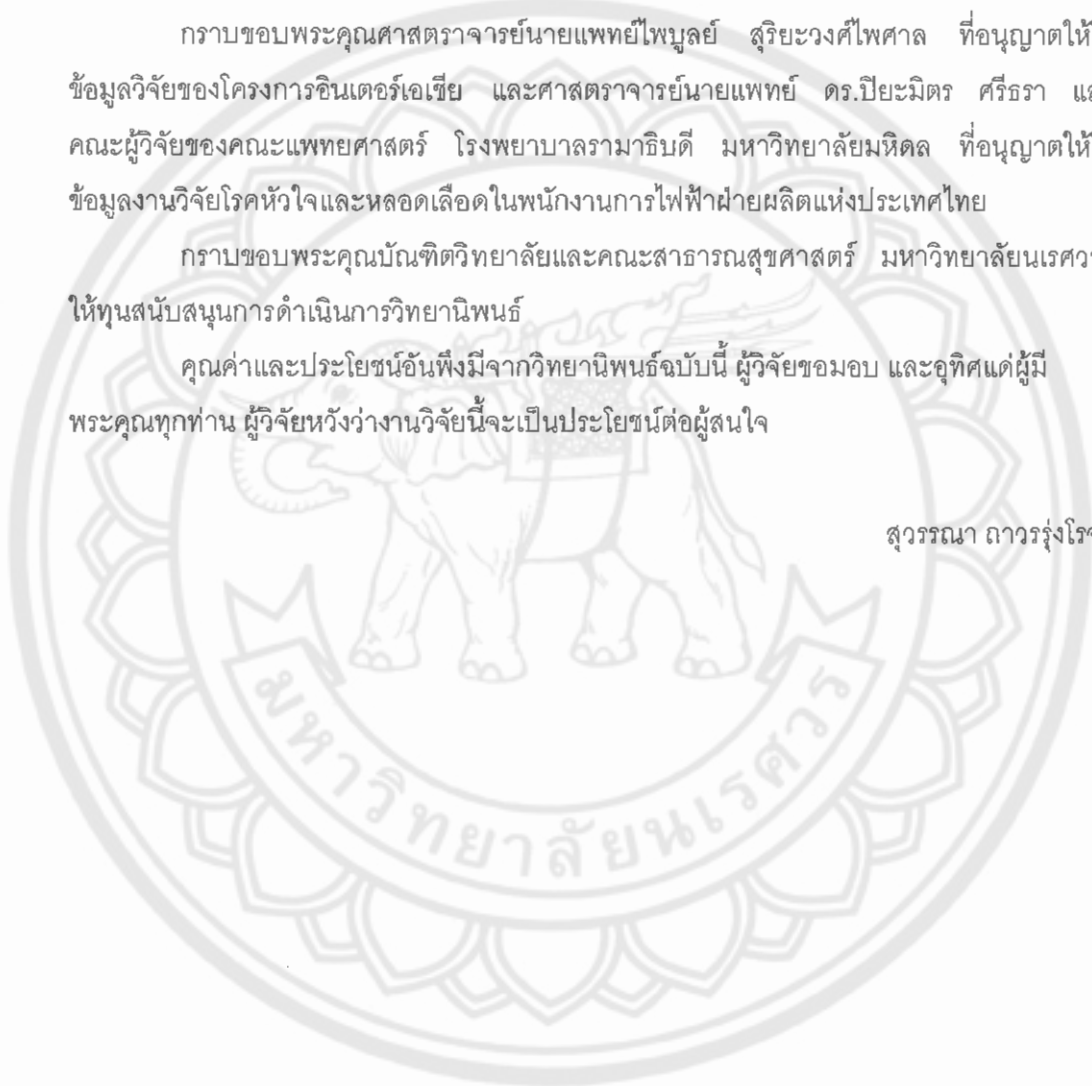 กราบขอบพระคุณศาสตราจารย์นายแพทย์ไพบูลย์ สุริยะวงศ์ไพศาล ที่อนุญาตให้
ข้อมูลวิจัยของโครงการอินเตอร์เอเชีย และศาสตราจารย์นายแพทย์ ดร.ปิยะมิตร ศรีธรา
คณะผู้วิจัยของคณะแพทยศาสตร์ โรงพยาบาลรามาธิบดี มหาวิทยาลัยมหิดล ที่อนุญาตให้
ข้อมูลงานวิจัยโรคหัวใจและหลอดเลือดในพนักงานการไฟฟ้าฝ่ายผลิตแห่งประเทศไทย
กราบขอบพระคุณบัณฑิตวิทยาลัยและคณะสาธารณสุขศาสตร์ มหาวิทยาลัยนเรศว
ให้ทุนสนับสนุนการดำเนินการวิทยานิพนธ์
คุณค่าและประโยชน์อันพึงมีจากวิทยานิพนธ์ฉบับนี้ ผู้วิจัยขอมอบ และอุทิศแด่ผู้มี
พระคุณทุกท่าน ผู้วิจัยหวังว่างานวิจัยนี้จะเป็นประโยชน์ต่อผู้สนใจ
สุวรรณา ถาวรรุ่งโร
มหาวิทยาลัยนเรศวร